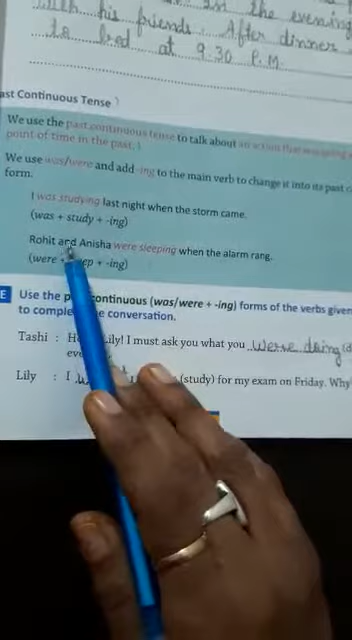 with his friends. After dinner
to bed at 9.30 P.M.
ast Continuous Tense
We use the past continuous tense to talk about an action that was going
point of time in the past.
We use was/were and add -ing to the main verb to change it into its past
form.
I was studying last night when the storm came.
(was + study + -ing)
Rohit and Anisha were sleeping when the alarm rang.
(were + ep + -ing)
E Use the p continuous (was/were + -ing) forms of the verbs given
to comple e conversation.
Tashi : He Lily! I must ask you what you were doing (d
eve
Lily : I (study) for my exam on Friday. Why